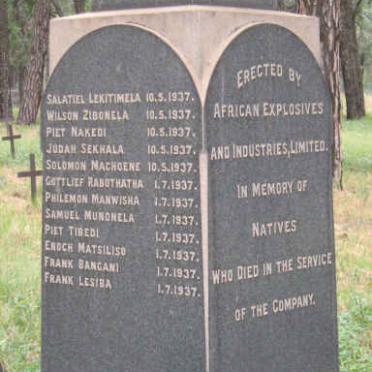 Salatiel Lekitimela 10.5.1937.
Wilson Zibonela 10.5.1937.
Piet Nakedi 10.5.1937.
Judah Sekhala 10.5.1937.
Solomon Machoene 10.5.1937.
Gottlief Rabothatha 1.7.1937.
Philemon Manwisha 1.7.1937.
Samuel Munonela 1.7.1937.
Piet Tibedi 1.7.1937.
Enoch Matsiliso 1.7.1937.
Frank Bangani 1.7.1937.
Frank Lesiba 1.7.1937.
Erected by
African Explosives
and Industries, Limited.
In Memory of
Natives
Who Died in the Service
of the Company.